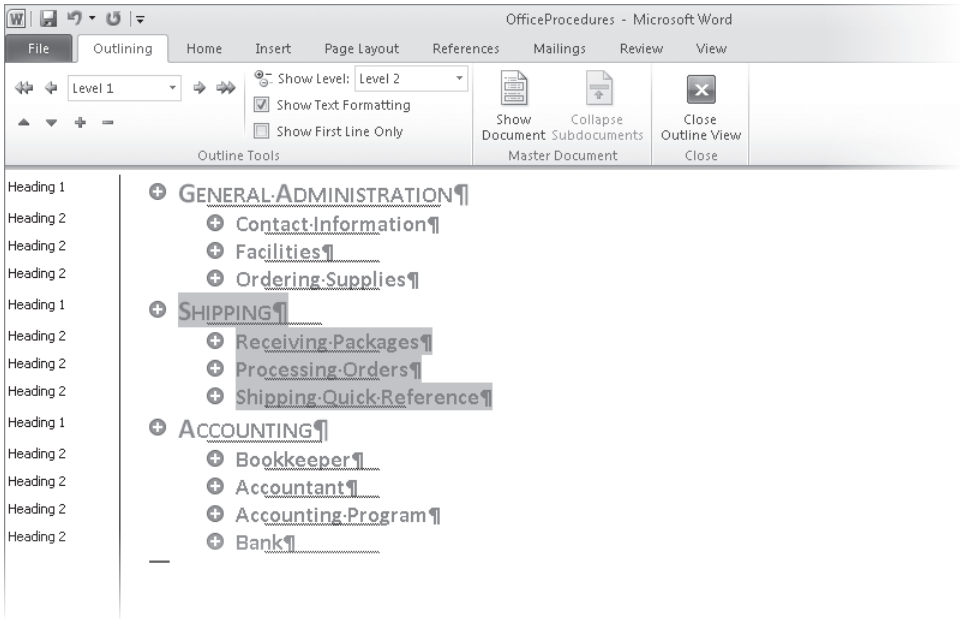 OfficeProcedures - Microsoft Word
File Outlining Home Insert Page Layout References Mailings Review View
Level 1 Show Level: Level 2
Show Text Formatting
Show First Line Only
Show Document Collapse Subdocuments Close Outline View
Outline Tools Master Document Close
Heading 1 GENERAL·ADMINISTRATION¶
Heading 2 Contact·Information¶
Heading 2 Facilities¶
Heading 2 Ordering·Supplies¶
Heading 1 SHIPPING¶
Heading 2 Receiving·Packages¶
Heading 2 Processing·Orders¶
Heading 2 Shipping·Quick·Reference¶
Heading 1 ACCOUNTING¶
Heading 2 Bookkeeper¶
Heading 2 Accountant¶
Heading 2 Accounting·Program¶
Heading 2 Bank¶